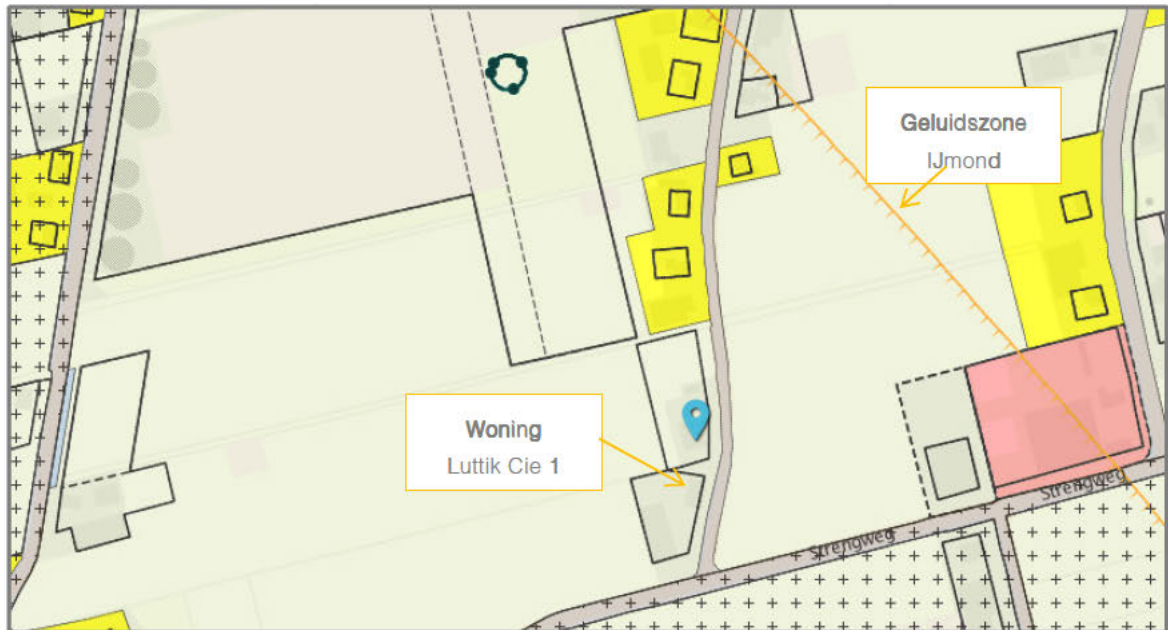 Geluidszone
IJmond
Woning
Luttik Cie 1
Strengweg
Strengweg